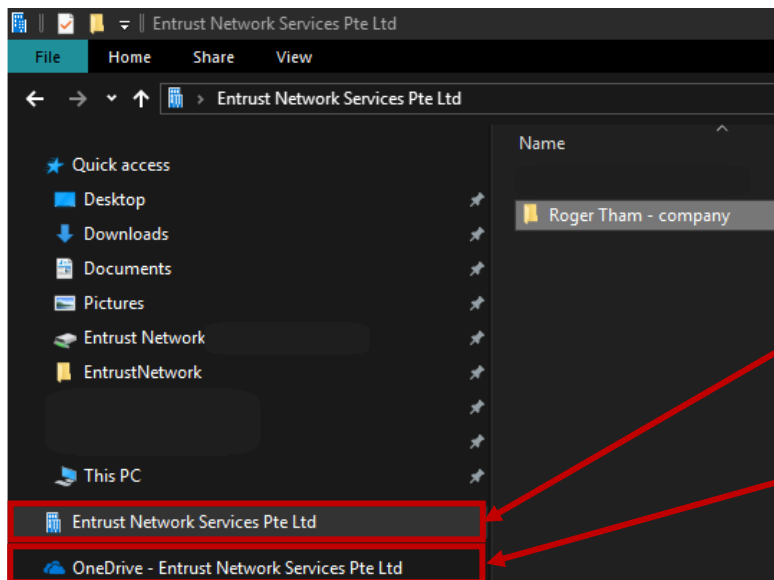 Entrust Network Services Pte Ltd
File Home Share View
Entrust Network Services Pte Ltd
Name
Quick access
Desktop
Roger Tham - company
Downloads
Documents
Pictures
Entrust Network
EntrustNetwork
This PC
Entrust Network Services Pte Ltd
OneDrive - Entrust Network Services Pte Ltd